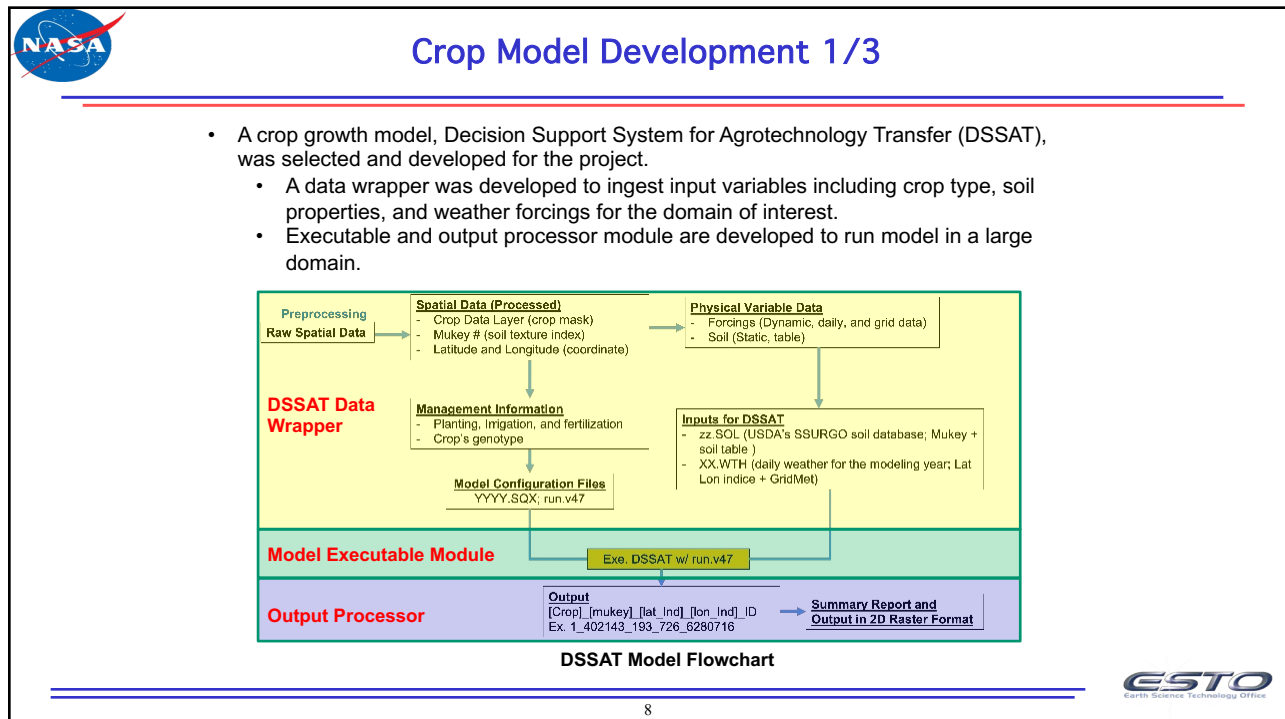 NASA
Crop Model Development 1/3
• A crop growth model, Decision Support System for Agrotechnology Transfer (DSSAT),
was selected and developed for the project.
• A data wrapper was developed to ingest input variables including crop type, soil
properties, and weather forcings for the domain of interest.
• Executable and output processor module are developed to run model in a large
domain.
Preprocessing
Raw Spatial Data
Spatial Data (Processed)
- Crop Data Layer (crop mask)
- Mukey # (soil texture index)
- Latitude and Longitude (coordinate)
Physical Variable Data
- Forcings (Dynamic, daily, and grid data)
- Soil (Static, table)
DSSAT Data
Wrapper
Management Information
- Planting, Irrigation, and fertilization
- Crop's genotype
Inputs for DSSAT
- zz.SOL (USDA's SSURGO soil database; Mukey +
soil table )
- XX.WTH (daily weather for the modeling year; Lat
Lon indice + GridMet)
Model Configuration Files
YYYY.SQX; run.v47
Model Executable Module
Exe. DSSAT w/ run.v47
Output Processor
Output
[Crop]_[mukey]_[lat_Ind]_[lon_Ind]_ID
Ex. 1_402143_193_726_6280716
Summary Report and
Output in 2D Raster Format
DSSAT Model Flowchart
ESTO
Earth Science Technology Office
8